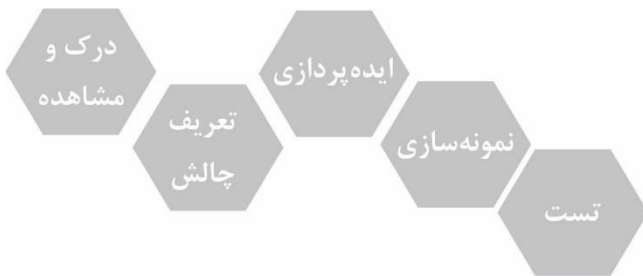 درک و
مشاهده
تعریف
چالش
ایده‌پردازی
نمونه‌سازی
تست